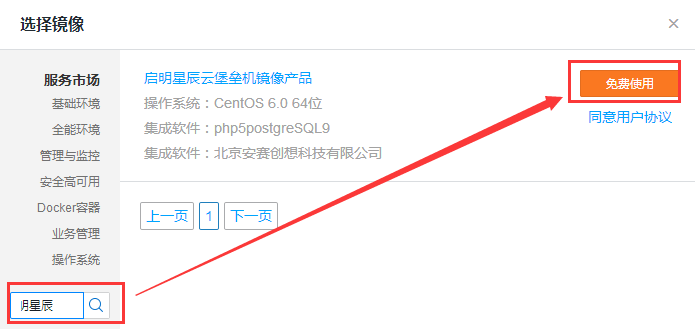 选择镜像
×
服务市场
基础环境
全能环境
管理与监控
安全高可用
Docker容器
业务管理
操作系统
明星辰
启明星辰云堡垒机镜像产品
操作系统：CentOS 6.0 64位
集成软件：php5postgreSQL9
集成软件：北京安赛创想科技有限公司
免费使用
同意用户协议
上一页 1 下一页